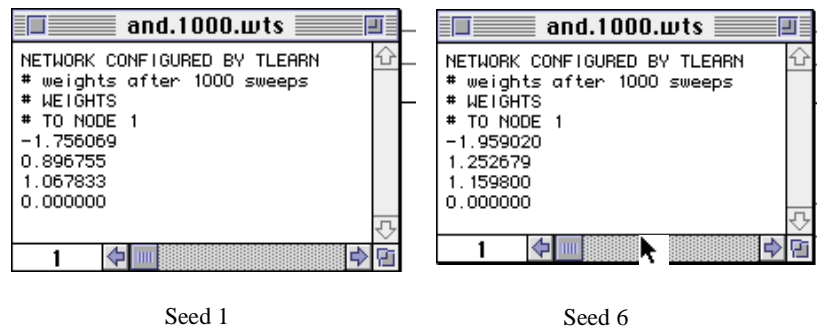 and.1000.wts
NETWORK CONFIGURED BY TLEARN
# weights after 1000 sweeps
# WEIGHTS
# TO NODE 1
-1.756069
0.896755
1.067833
0.000000
1
Seed 1
and.1000.wts
NETWORK CONFIGURED BY TLEARN
# weights after 1000 sweeps
# WEIGHTS
# TO NODE 1
-1.959020
1.252679
1.159800
0.000000
1
Seed 6